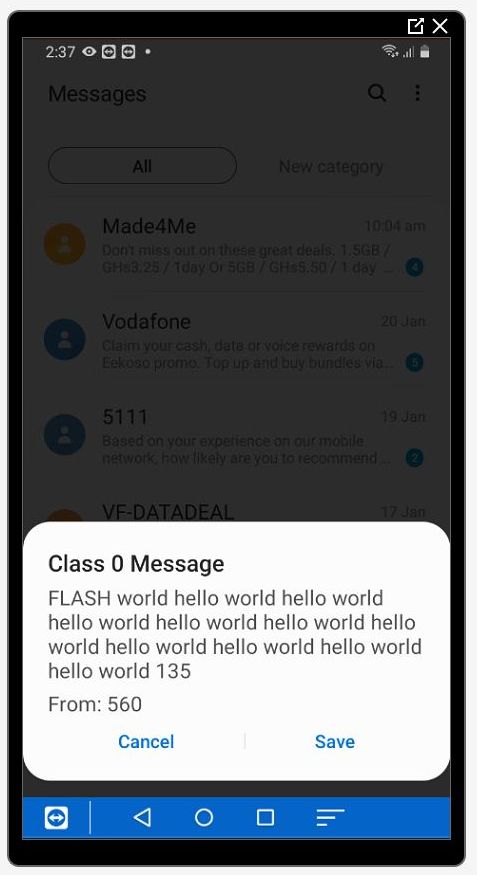 2:37
Messages
All
New category
Made4Me
10:04 am
Don't miss out on these great deals. 1.5GB /
GHs3.25 / 1day Or 5GB / GHs5.50 / 1 day ...
4
Vodafone
20 Jan
Claim your cash, data or voice rewards on
Eekoso promo. Top up and buy bundles via...
5
5111
19 Jan
Based on your experience on our mobile
network, how likely are you to recommend ...
2
VF-DATADEAL
17 Jan
Class 0 Message
FLASH world hello world hello world
hello world hello world hello world hello
world hello world hello world hello world
hello world 135
From: 560
Cancel
Save